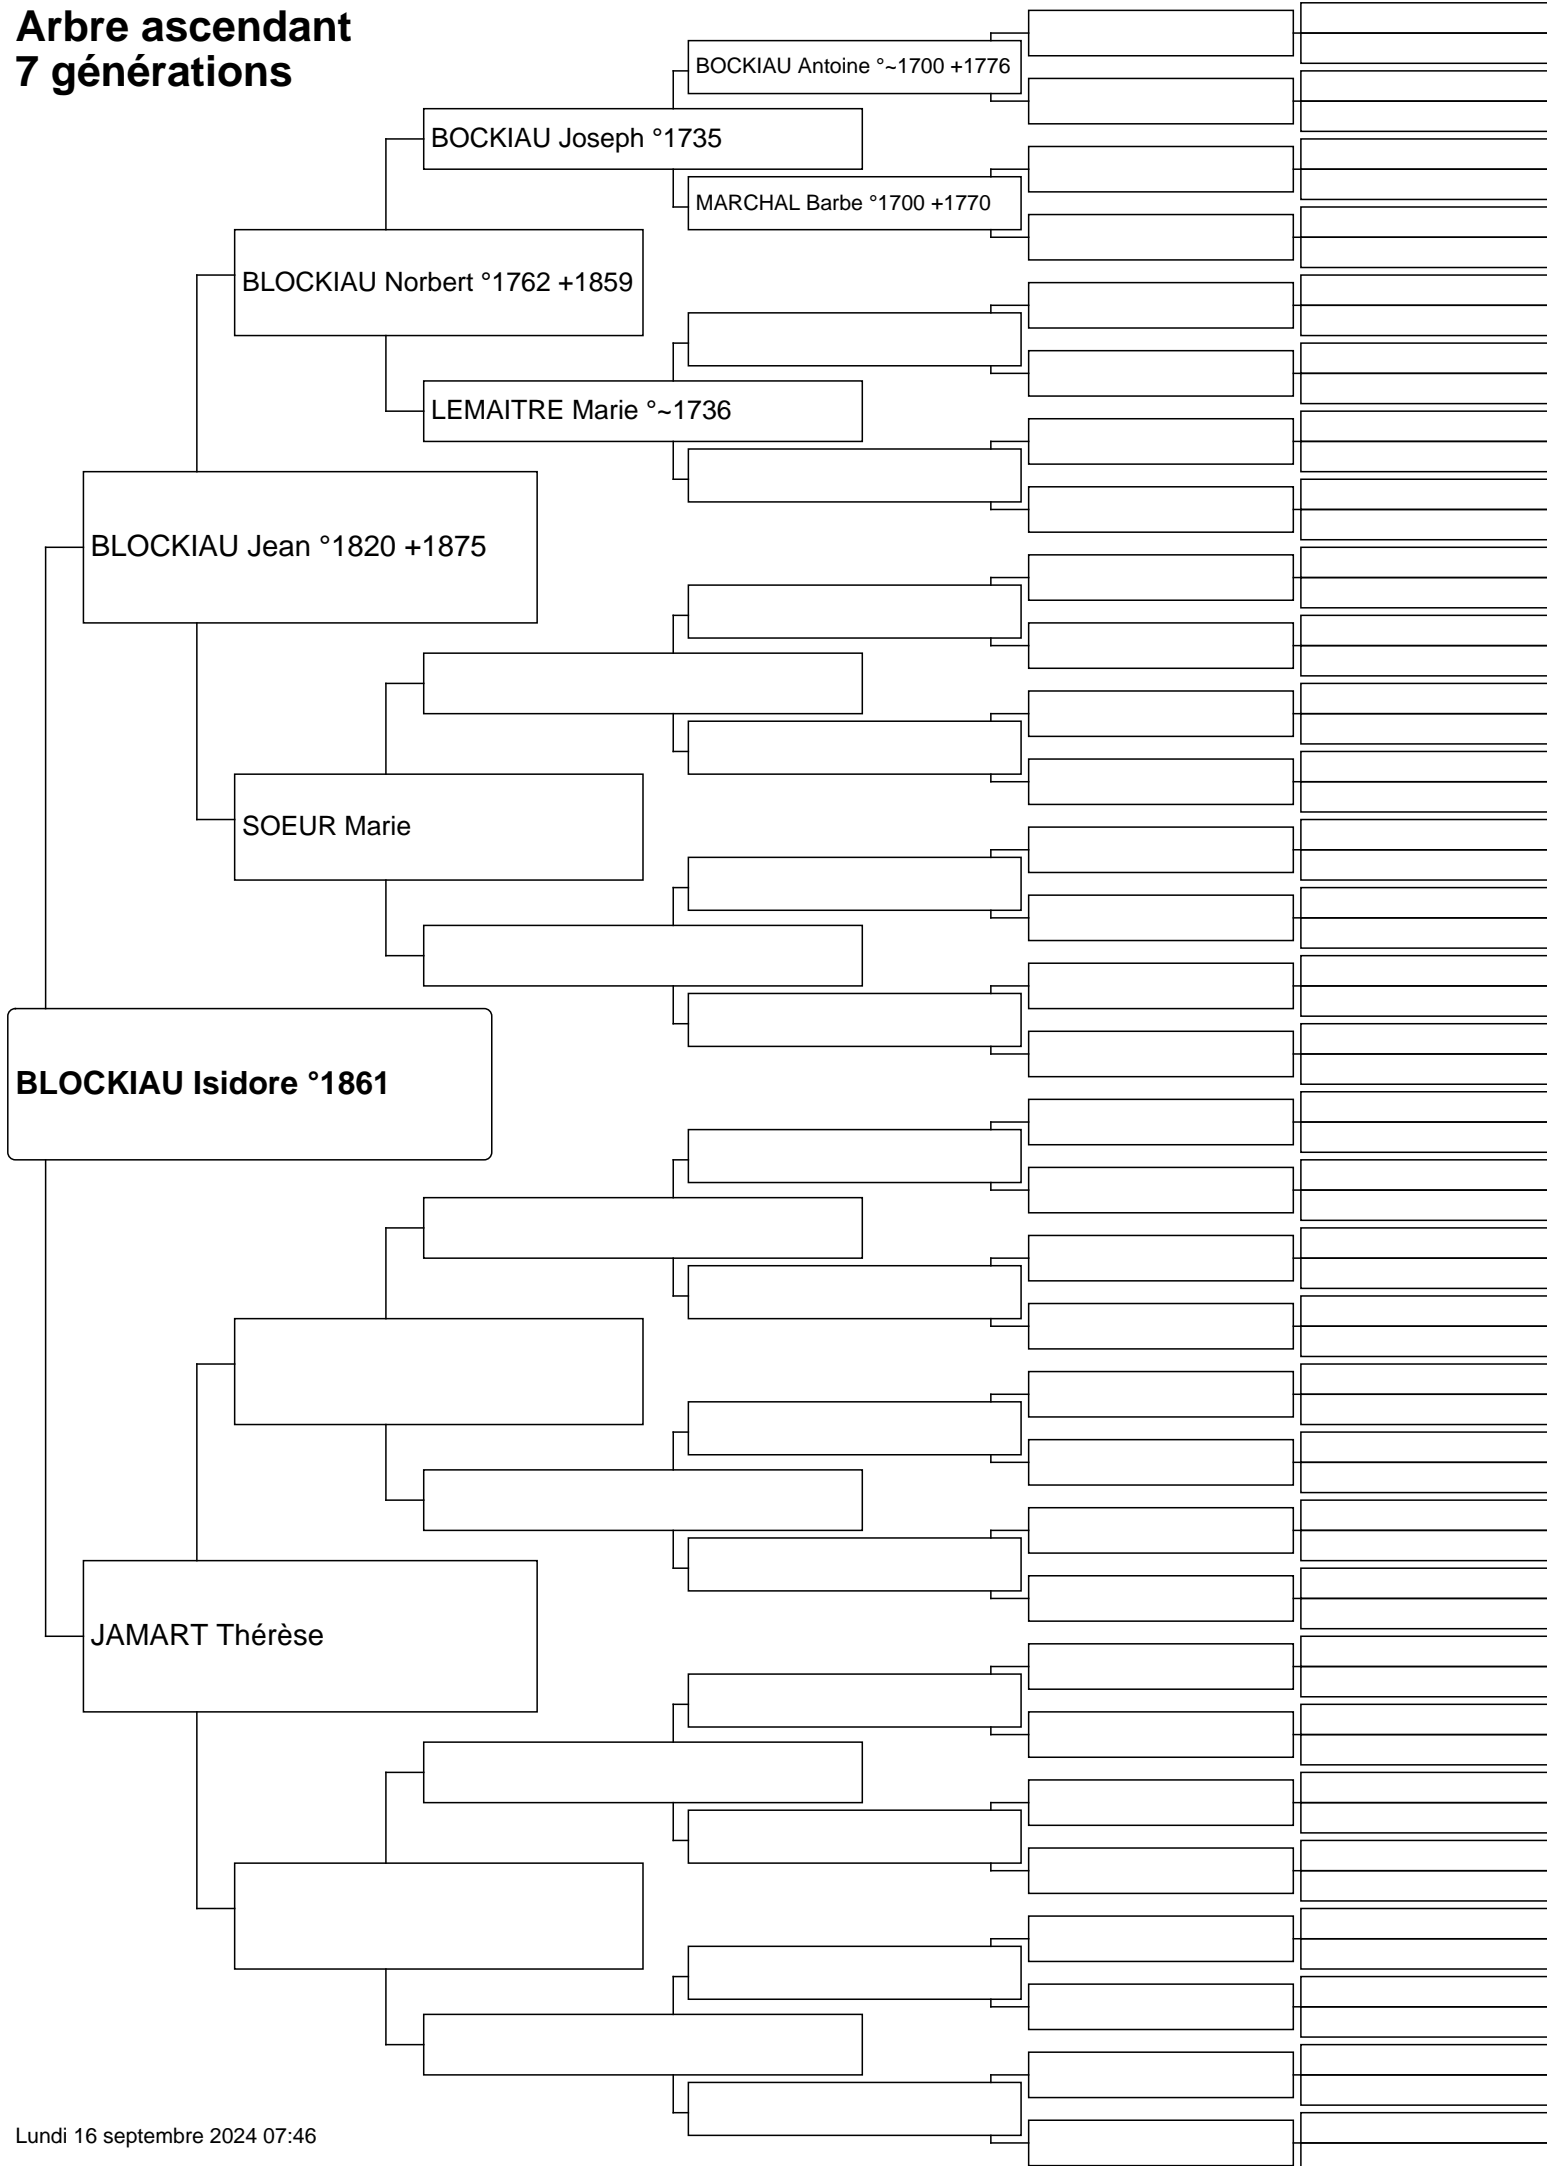 Arbre ascendant
7 générations
BOCKIAU Antoine °~1700 +1776
BOCKIAU Joseph °1735
MARCHAL Barbe °1700 +1770
BLOCKIAU Norbert °1762 +1859
LEMAITRE Marie °~1736
BLOCKIAU Jean °1820 +1875
SOEUR Marie
BLOCKIAU Isidore °1861
JAMART Thérèse
Lundi 16 septembre 2024 07:46